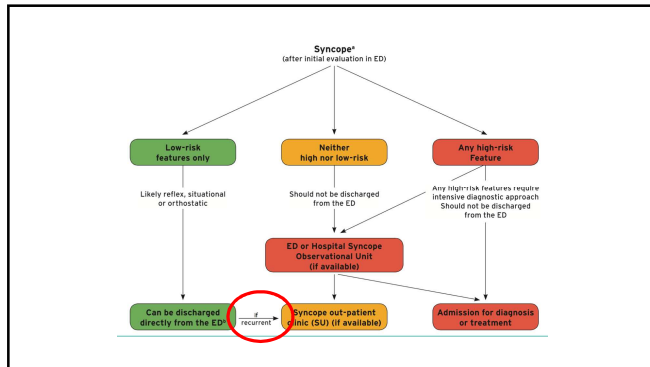 Syncopeª
(after initial evaluation in ED)
Low-risk
features only
Neither
high nor low-risk
Any high-risk
Feature
Likely reflex, situational
or orthostatic
Should not be discharged
from the ED
Any high-risk features require
intensive diagnostic approach
Should not be discharged
from the ED
ED or Hospital Syncope
Observational Unit
(if available)
Can be discharged
directly from the ED
if
recurrent
Syncope out-patient
clinic (SU) (if available)
Admission for diagnosis
or treatment